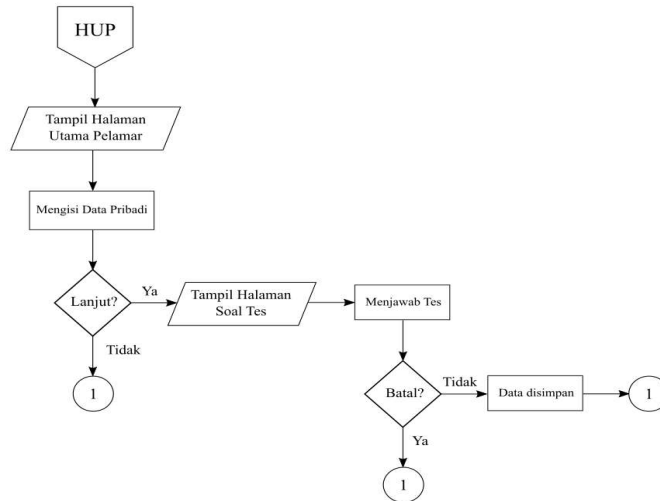 HUP
Tampil Halaman
Utama Pelamar
Mengisi Data Pribadi
Lanjut?
Ya
Tampil Halaman
Soal Tes
Menjawab Tes
Tidak
1
Batal?
Tidak
Data disimpan
1
Ya
1